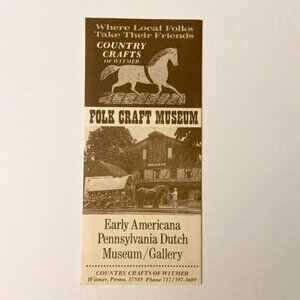 Where Local Folks
Take Their Friends
COUNTRY
CRAFTS
OF WITMER
FOLK CRAFT MUSEUM
Early Americana
Pennsylvania Dutch
Museum/Gallery
COUNTRY CRAFTS OF WITMER
Witmer, Penna. 17585 Phone 717/397-3609